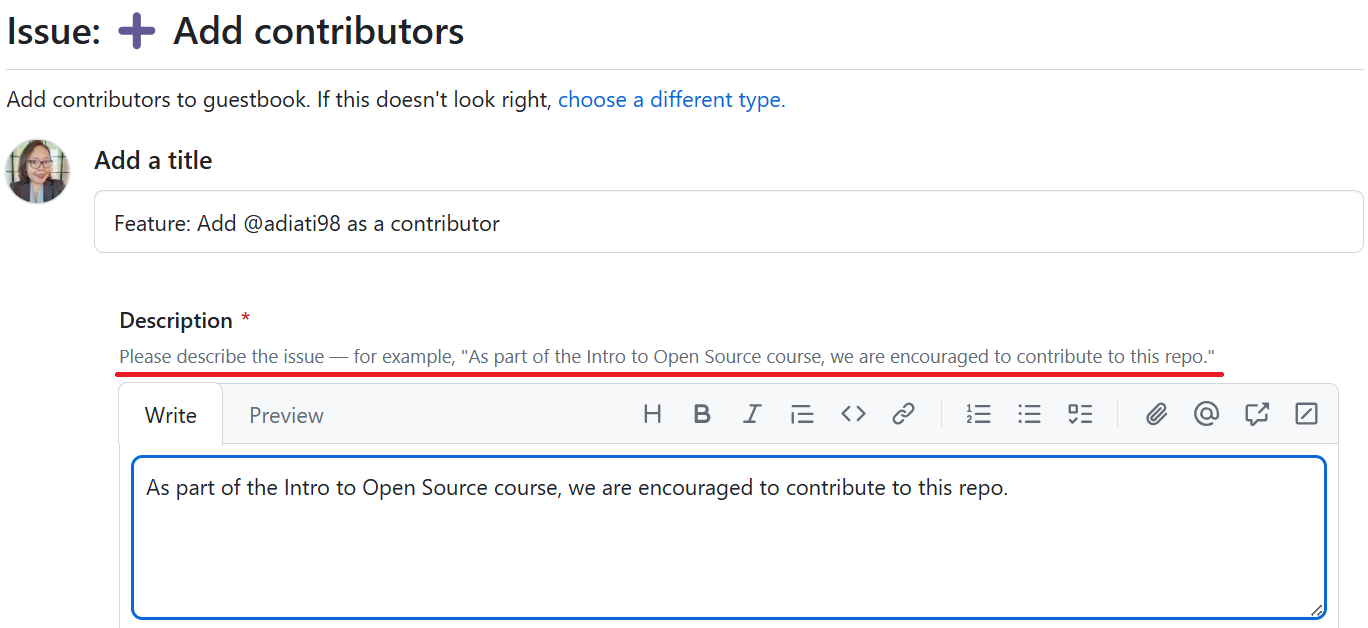 Issue: ➕ Add contributors
Add contributors to guestbook. If this doesn't look right, choose a different type.
Add a title
Feature: Add @adiati98 as a contributor
Description *
Please describe the issue — for example, "As part of the Intro to Open Source course, we are encouraged to contribute to this repo."
Write Preview
As part of the Intro to Open Source course, we are encouraged to contribute to this repo.